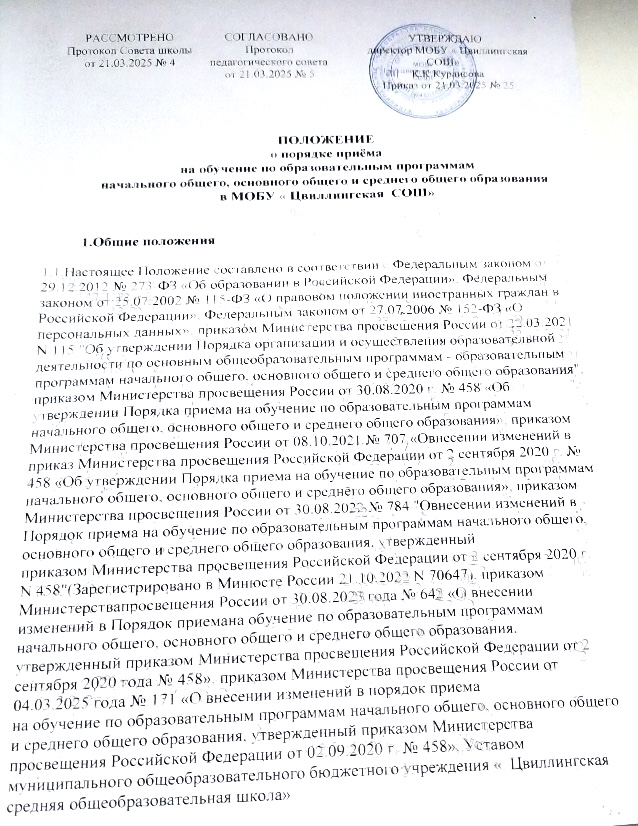 РАССМОТРЕНО
Протокол Совета школы
от 21.03.2025 № 4
СОГЛАСОВАНО
Протокол
педагогического совета
от 21.03.2025 № 5
УТВЕРЖДАЮ
директор МОБУ « Цвиллингская
СОШ»
К.К.Курлисова
Приказ от 21.03.2025 № 25
ПОЛОЖЕНИЕ
о порядке приёма
на обучение по образовательным программам
начального общего, основного общего и среднего общего образования
в МОБУ « Цвиллингская СОШ»
1.Общие положения
1.1.Настоящее Положение составлено в соответствии с Федеральным законом от
29.12.2012 № 273-ФЗ «Об образовании в Российской Федерации», Федеральным
законом от 25.07.2002 № 115-ФЗ «О правовом положении иностранных граждан в
Российской Федерации», Федеральным законом от 27.07.2006 № 152-ФЗ «О
персональных данных», приказом Министерства просвещения России от 22.03.2021
N 115 "Об утверждении Порядка организации и осуществления образовательной
деятельности по основным общеобразовательным программам - образовательным
программам начального общего, основного общего и среднего общего образования",
приказом Министерства просвещения России от 30.08.2020 г. № 458 «Об
утверждении Порядка приема на обучение по образовательным программам
начального общего, основного общего и среднего общего образования», приказом
Министерства просвещения России от 08.10.2021 № 707 «Овнесении изменений в
приказ Министерства просвещения Российской Федерации от 2 сентября 2020 г. №
458 «Об утверждении Порядка приема на обучение по образовательным программам
начального общего, основного общего и среднего общего образования», приказом
Министерства просвещения России от 30.08.2022 № 784 "Овнесении изменений в
Порядок приема на обучение по образовательным программам начального общего,
основного общего и среднего общего образования, утвержденный
приказом Министерства просвещения Российской Федерации от 2 сентября 2020 г.
N 458"(Зарегистрировано в Минюсте России 21.10.2022 N 70647), приказом
Министерствапросвещения России от 30.08.2023 года № 642 «О внесении
изменений в Порядок приемана обучение по образовательным программам
начального общего, основного общего и среднего общего образования,
утвержденный приказом Министерства просвещения Российской Федерации от 2
сентября 2020 года № 458», приказом Министерства просвещения России от
04.03.2025 года № 171 «О внесении изменений в порядок приема
на обучение по образовательным программам начального общего, основного общего
и среднего общего образования, утвержденный приказом Министерства
просвещения Российской Федерации от 02.09.2020 г. № 458», Уставом
муниципального общеобразовательного бюджетного учреждения « Цвиллингская
средняя общеобразовательная школа»